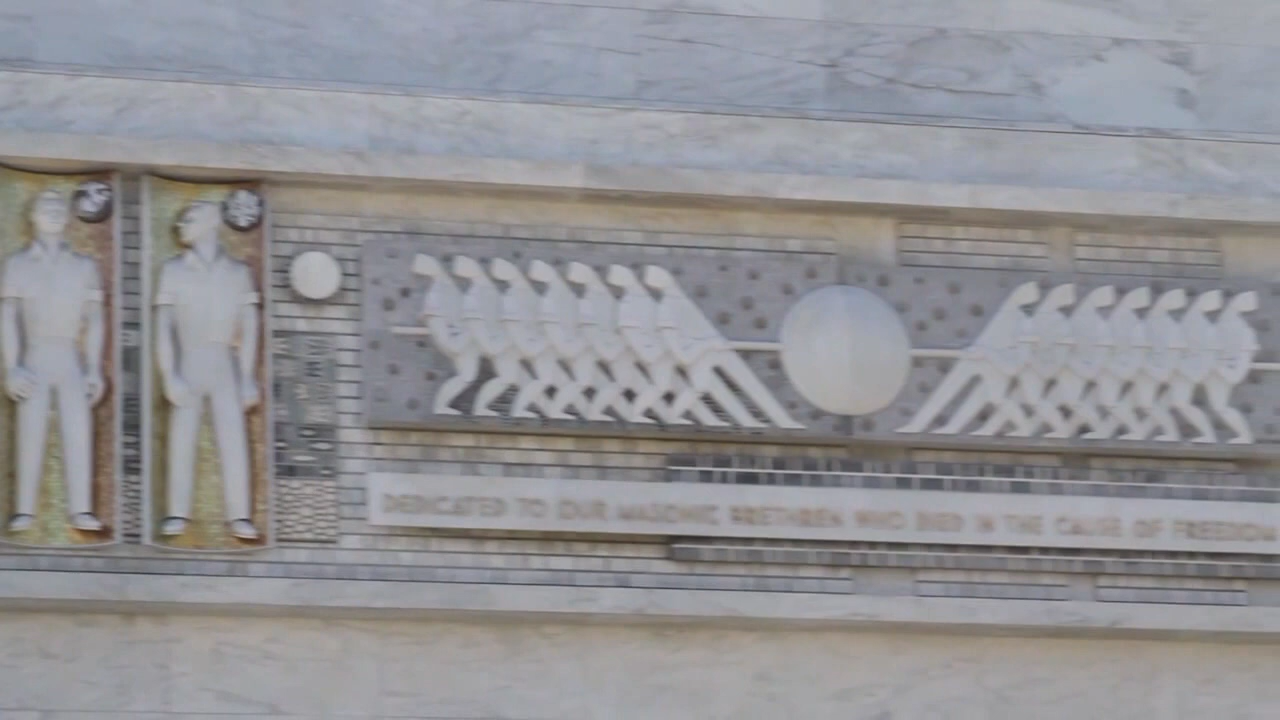 DEDICATED TO OUR MASONIC BRETHREN WHO DIED IN THE CAUSE OF FREEDOM